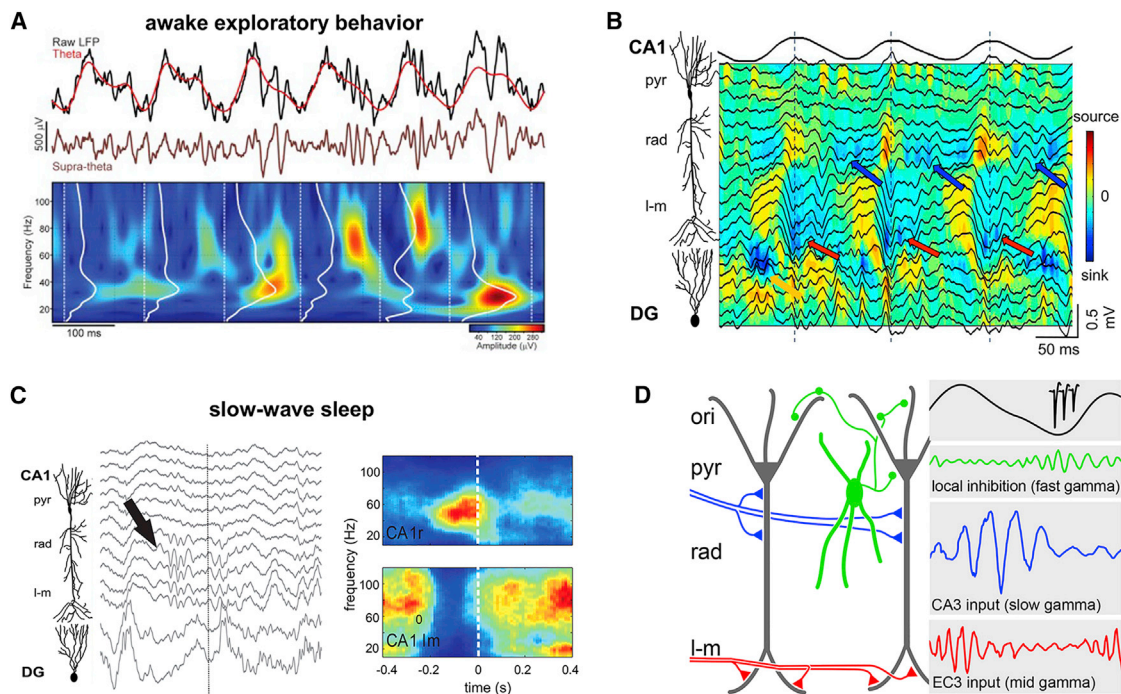 A
awake exploratory behavior
Raw LFP
Theta
500 µV
Supra-theta
Frequency (Hz)
100
80
60
40
20
100 ms
40 120 200 280
Amplitude (µV)
B
CA1
pyr
rad
l-m
DG
source
0
sink
0.5
mV
50 ms
C
slow-wave sleep
CA1
pyr
rad
l-m
DG
frequency (Hz)
100
60
20
CA1r
100
60
20
0
CA1 lm
-0.4 -0.2 0 0.2 0.4
time (s)
D
ori
pyr
rad
l-m
local inhibition (fast gamma)
CA3 input (slow gamma)
EC3 input (mid gamma)